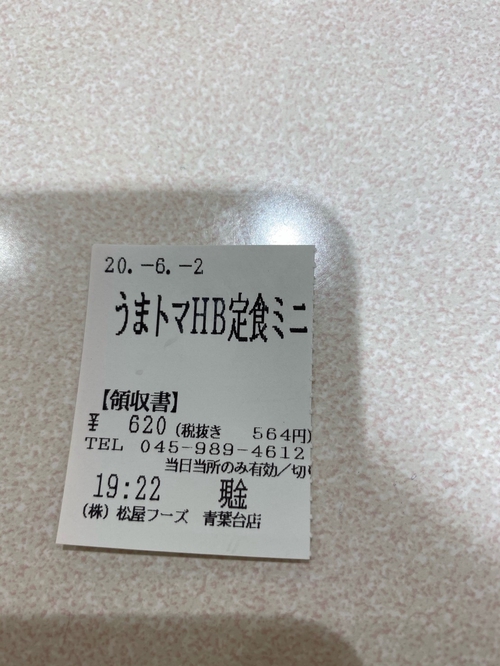 20.-6.-2
うまトマHB定食ミニ
【領収書】
¥ 620(税抜き 564円)
TEL 045-989-4612
当日当所のみ有効/切り
19:22 現金
(株)松屋フーズ 青葉台店